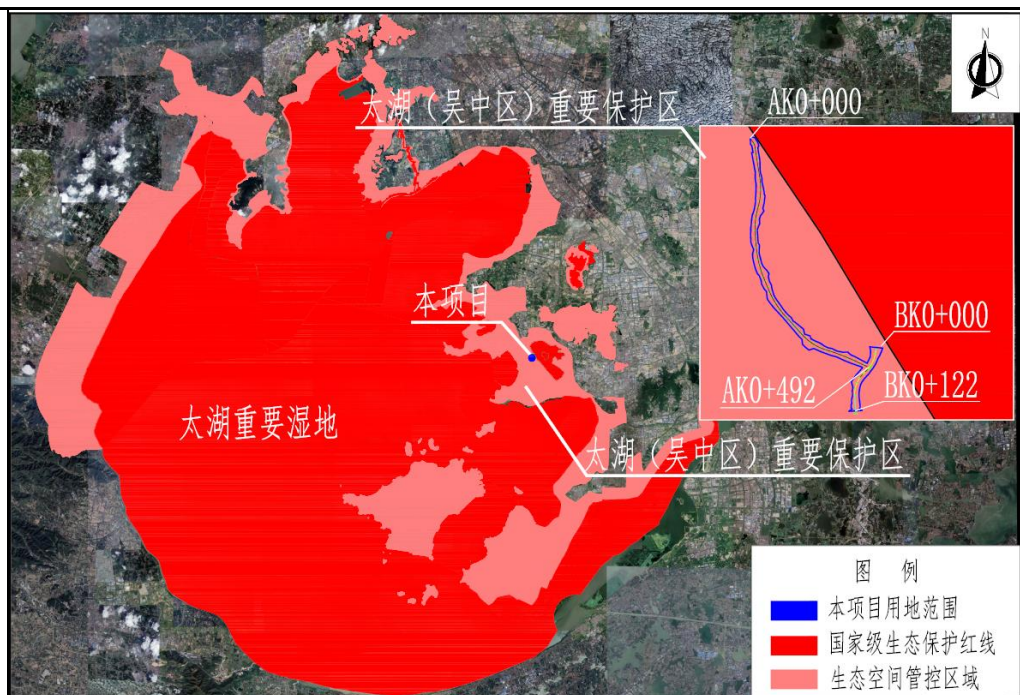 N
太湖（吴中区）重要保护区
AK0+000
BK0+000
本项目
AK0+492
BK0+122
太湖重要湿地
太湖（吴中区）重要保护区
图 例
本项目用地范围
国家级生态保护红线
生态空间管控区域